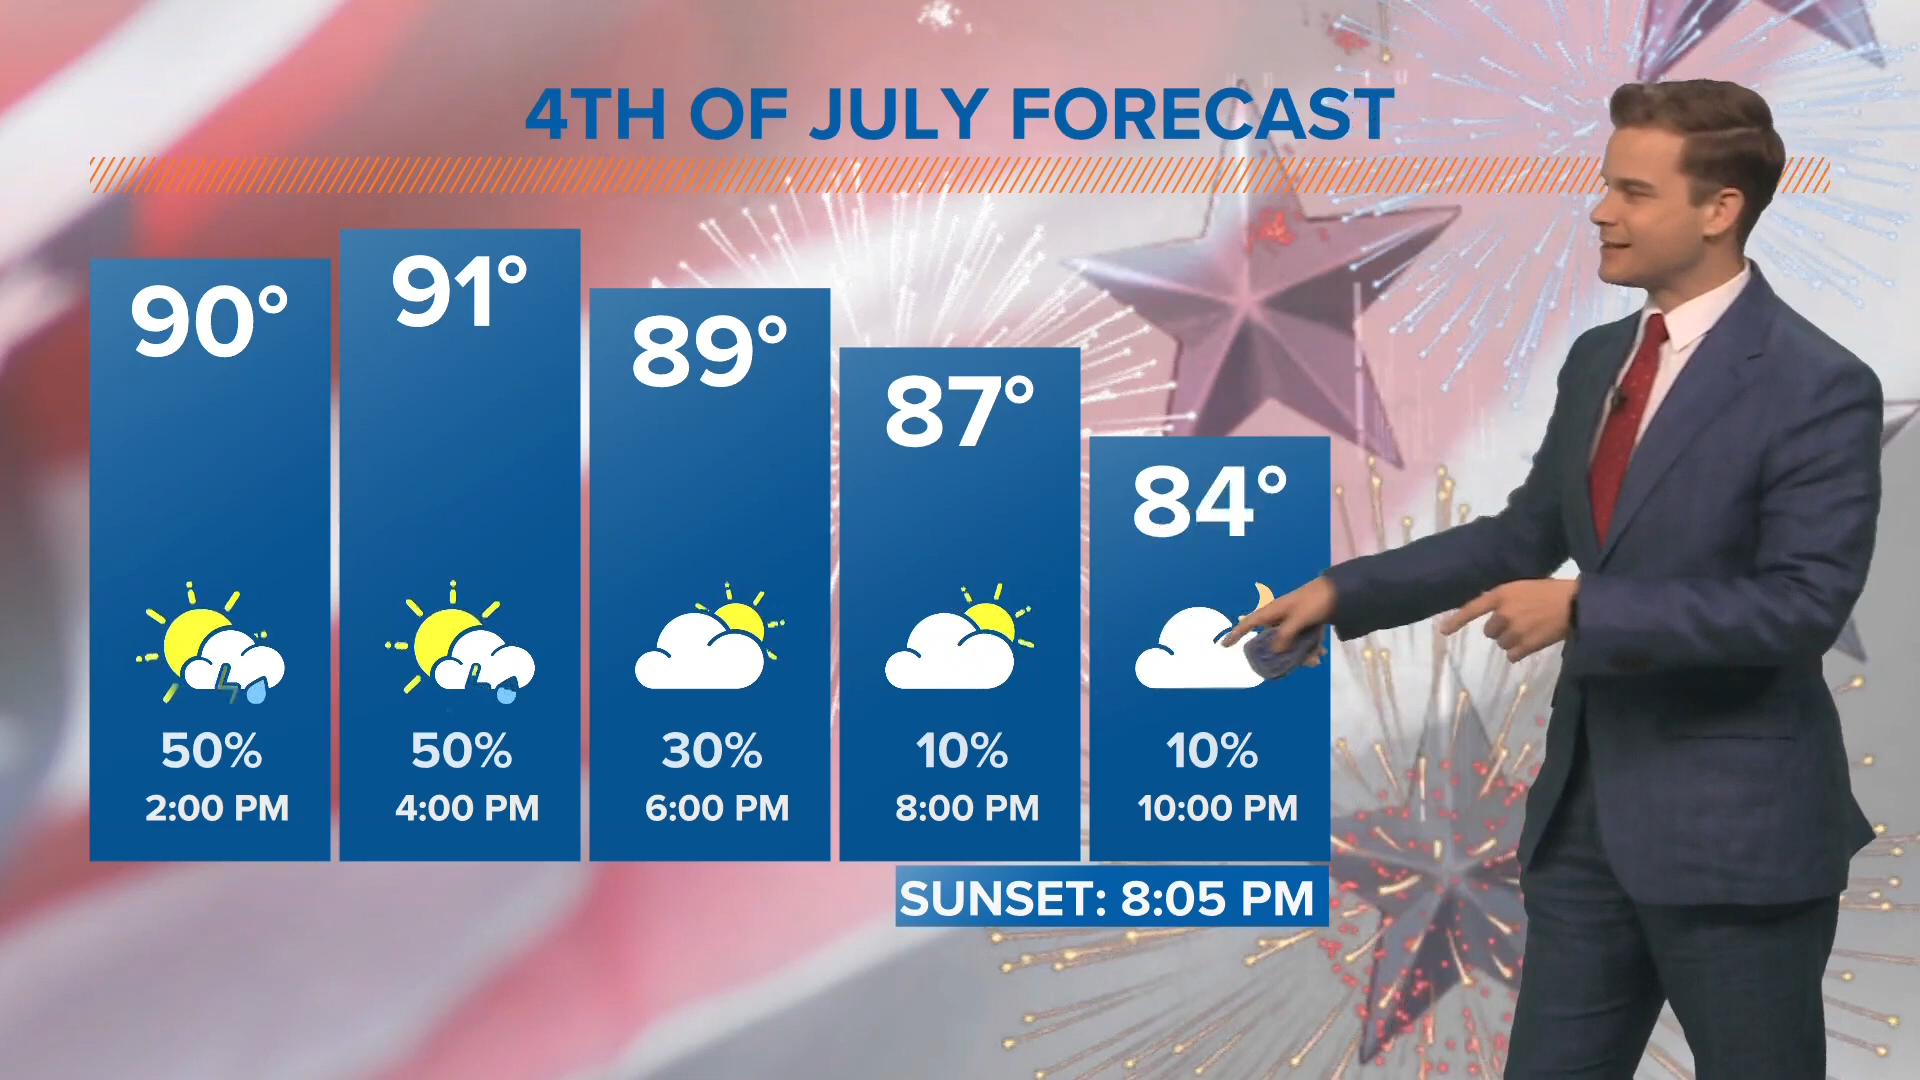 4TH OF JULY FORECAST
90° 91° 89° 87° 84°
50% 50% 30% 10% 10%
2:00 PM 4:00 PM 6:00 PM 8:00 PM 10:00 PM
SUNSET: 8:05 PM